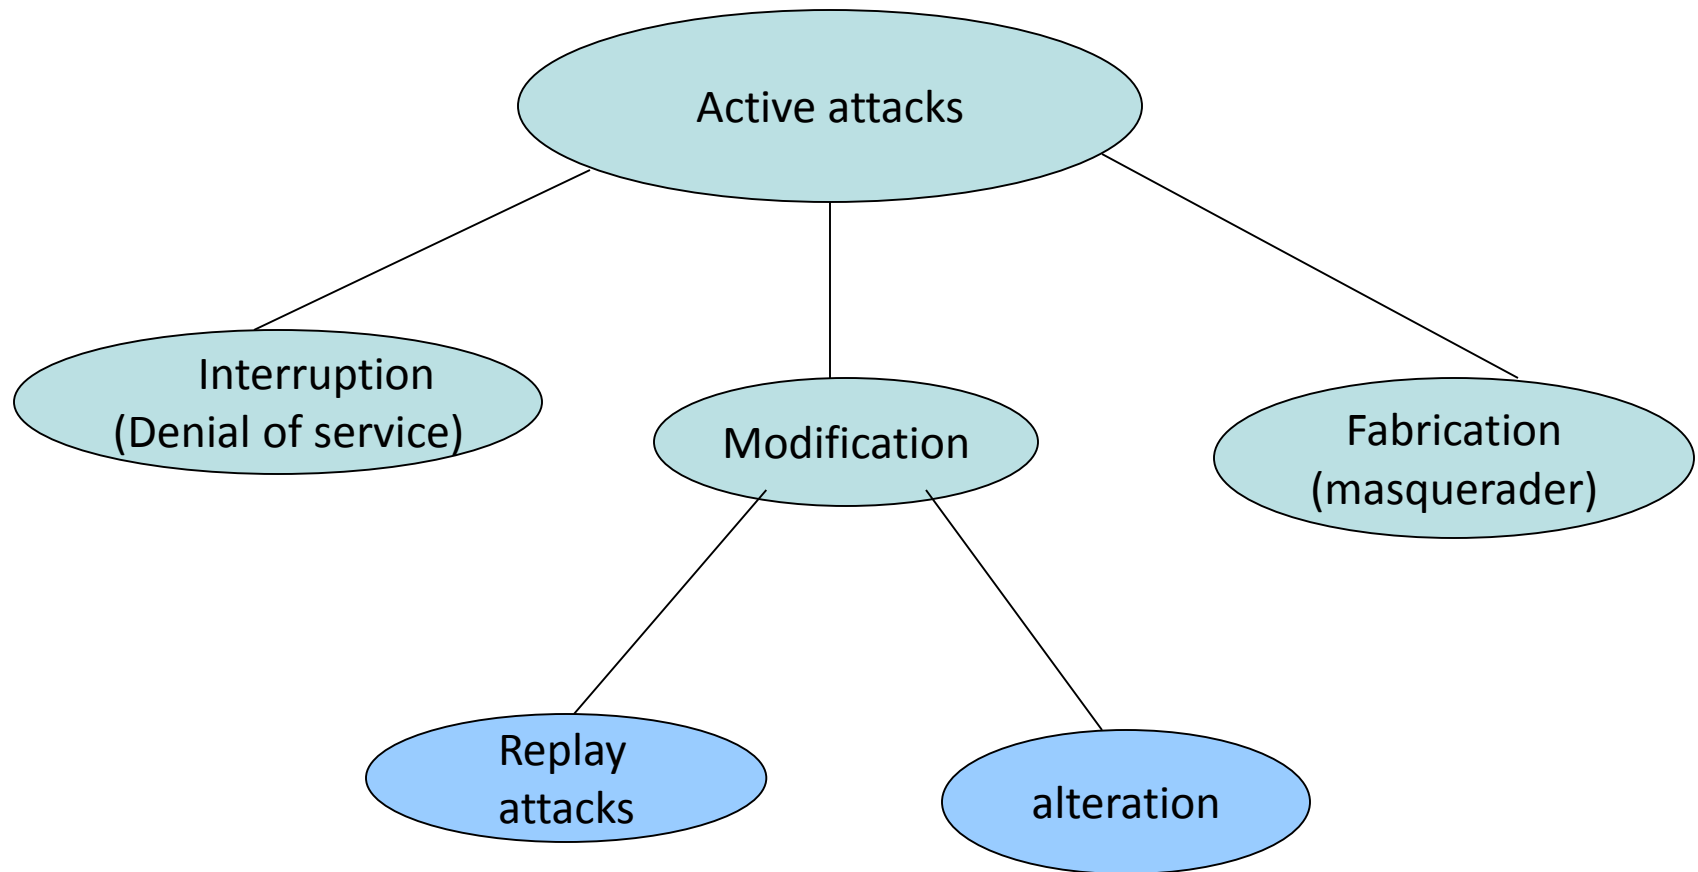 Active attacks
Interruption
(Denial of service)
Modification
Fabrication
(masquerader)
Replay
attacks
alteration